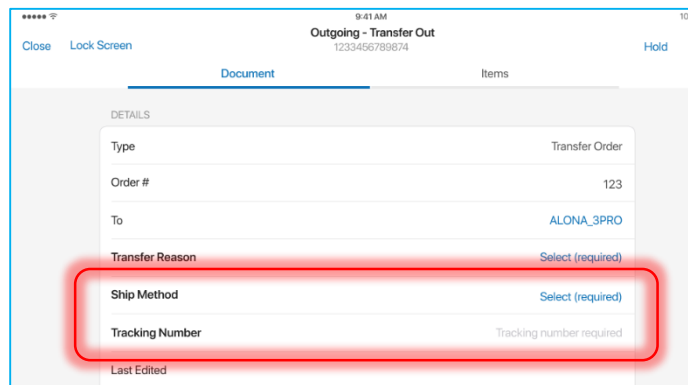 9:41 AM
10
Outgoing - Transfer Out
Close Lock Screen
1233456789874
Hold
Document Items
DETAILS
Type Transfer Order
Order # 123
To ALONA_3PRO
Transfer Reason Select (required)
Ship Method Select (required)
Tracking Number Tracking number required
Last Edited